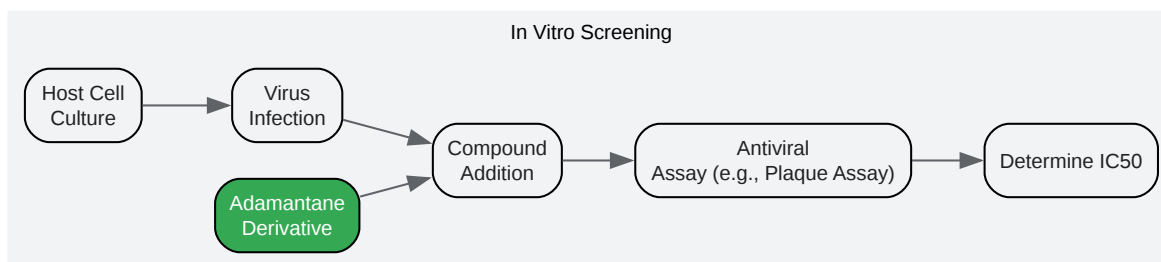 In Vitro Screening
Host Cell
Culture
Virus
Infection
Adamantane
Derivative
Compound
Addition
Antiviral
Assay (e.g., Plaque Assay)
Determine IC50